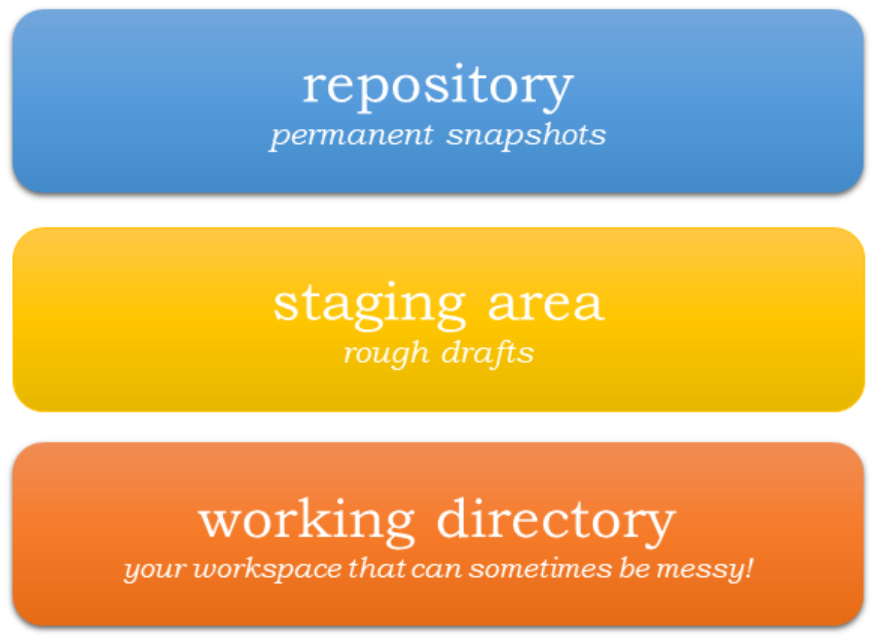 repository
permanent snapshots
staging area
rough drafts
working directory
your workspace that can sometimes be messy!